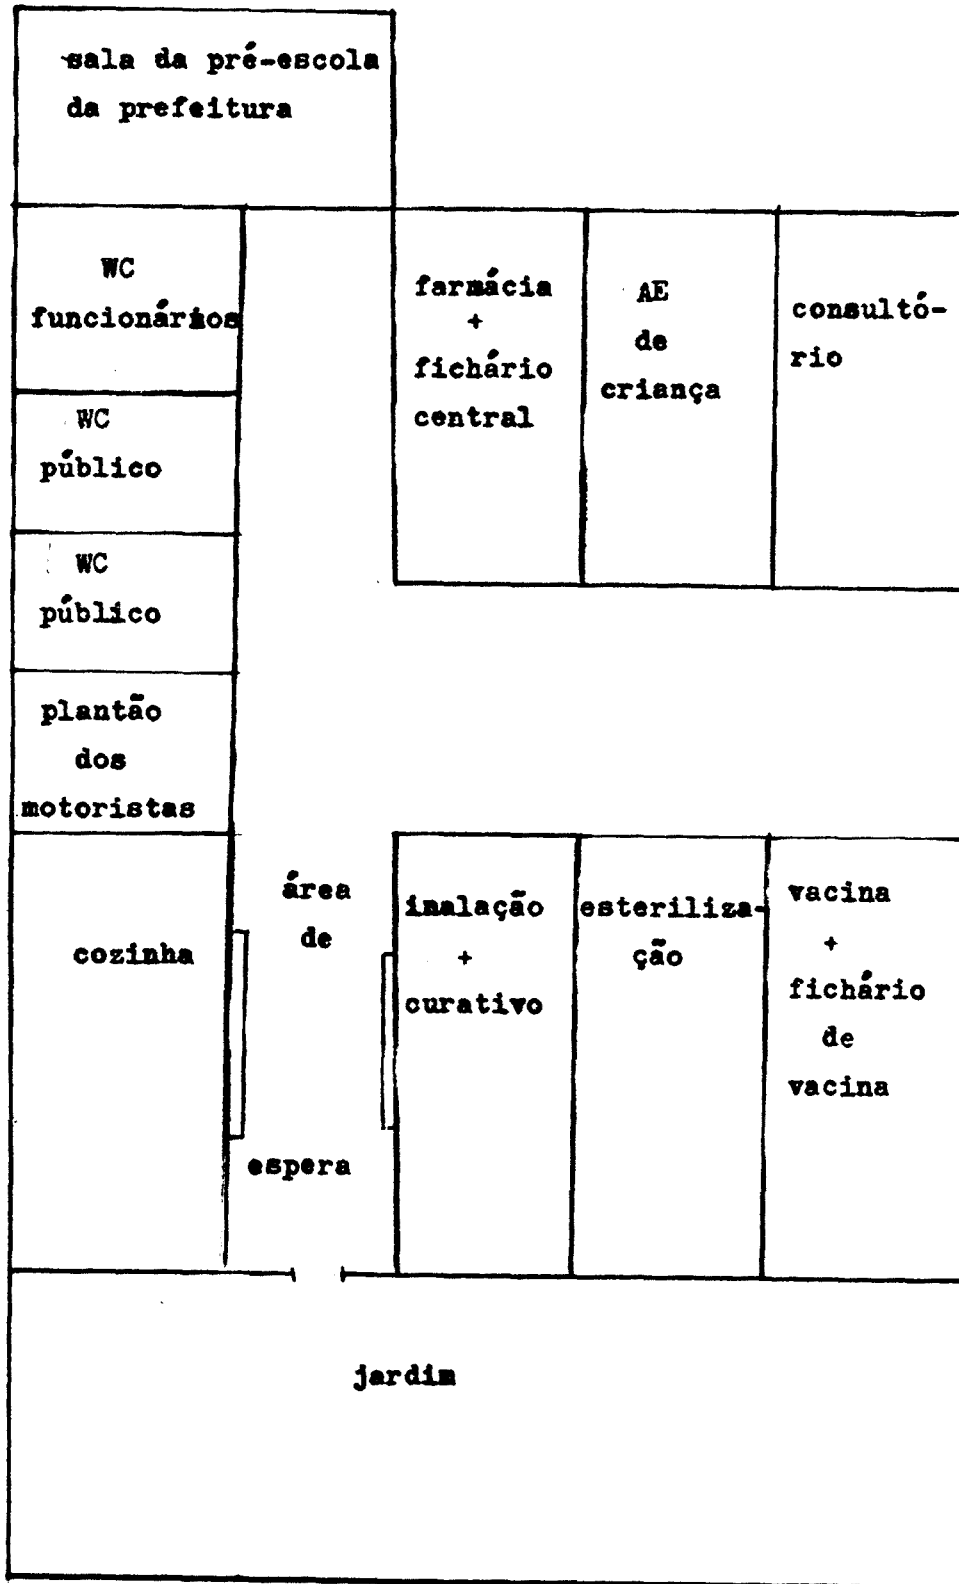 sala da pré-escola
da prefeitura
WC
funcionários
WC
público
WC
público
plantão
dos
motoristas
cozinha
farmácia
+
fichário
central
AE
de
criança
consultó-
rio
área
de
espera
inalação
+
curativo
esteriliza-
ção
vacina
+
fichário
de
vacina
jardim